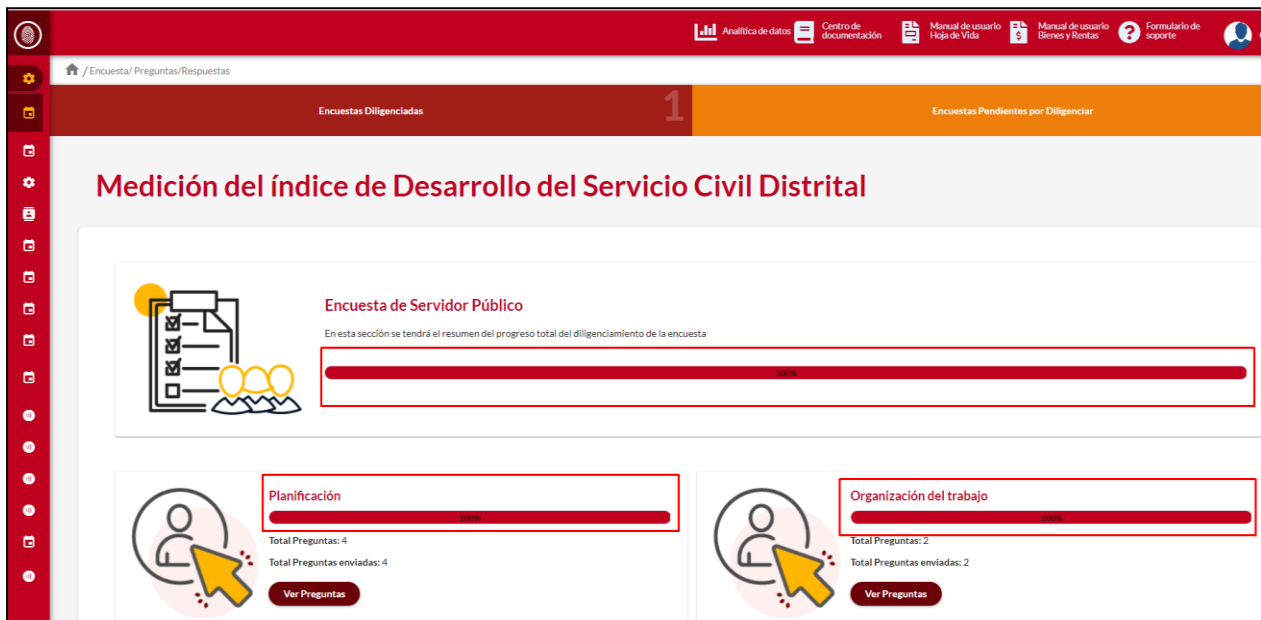 Analítica de datos
Centro de
documentación
Manual de usuario
Hoja de Vida
Manual de usuario
Bienes y Rentas
Formulario de
soporte
/ Encuesta/ Preguntas/Respuestas
Encuestas Diligenciadas
1
Encuestas Pendientes por Diligenciar
Medición del índice de Desarrollo del Servicio Civil Distrital
Encuesta de Servidor Público
En esta sección se tendrá el resumen del progreso total del diligenciamiento de la encuesta
100%
Planificación
100%
Total Preguntas: 4
Total Preguntas enviadas: 4
Ver Preguntas
Organización del trabajo
100%
Total Preguntas: 2
Total Preguntas enviadas: 2
Ver Preguntas